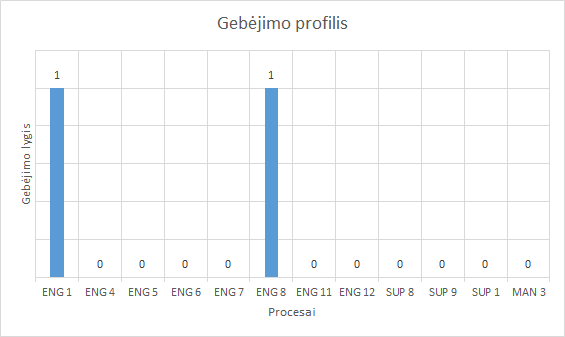 Gebėjimo profilis
1 0 0 0 0 1 0 0 0 0 0 0
Gebėjimo lygis
ENG 1 ENG 4 ENG 5 ENG 6 ENG 7 ENG 8 ENG 11 ENG 12 SUP 8 SUP 9 SUP 1 MAN 3
Procesai